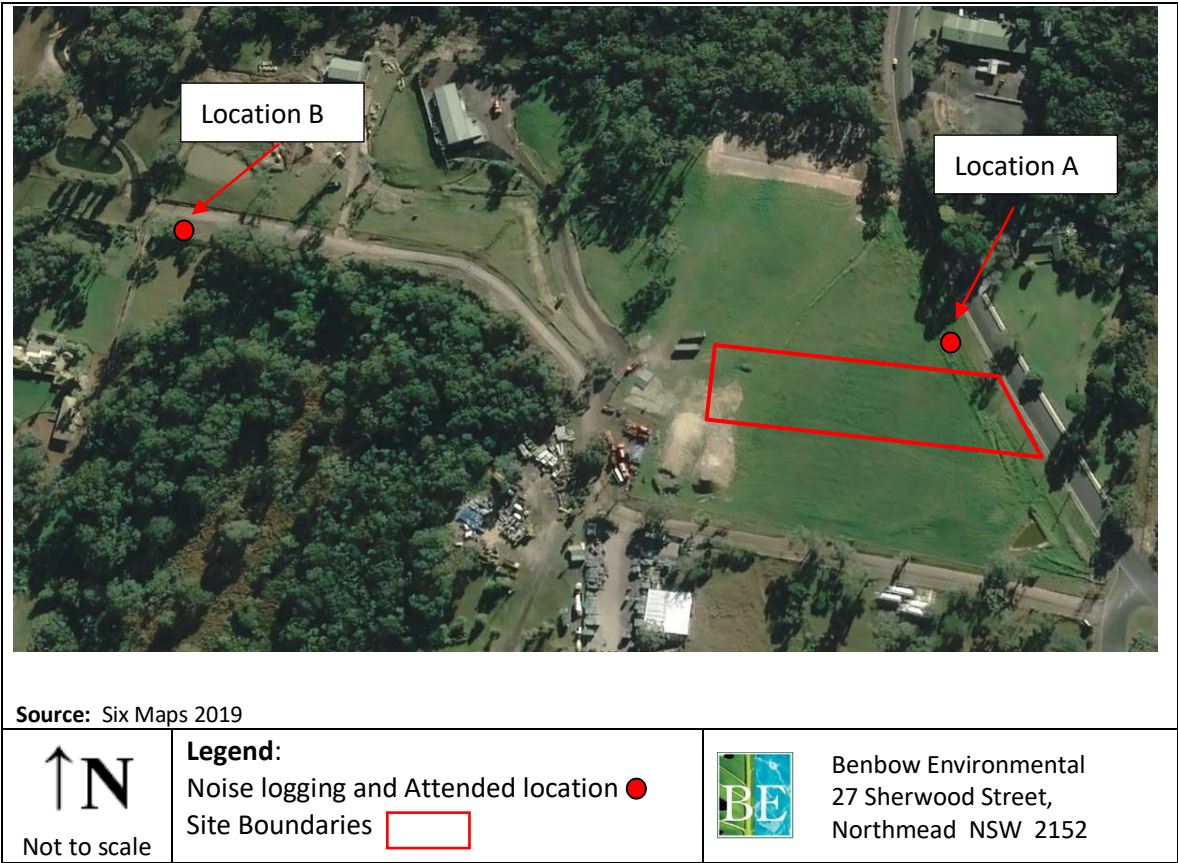 Location B
Location A
Source: Six Maps 2019
↑N
Not to scale
Legend:
Noise logging and Attended location
Site Boundaries
BE
Benbow Environmental
27 Sherwood Street,
Northmead NSW 2152